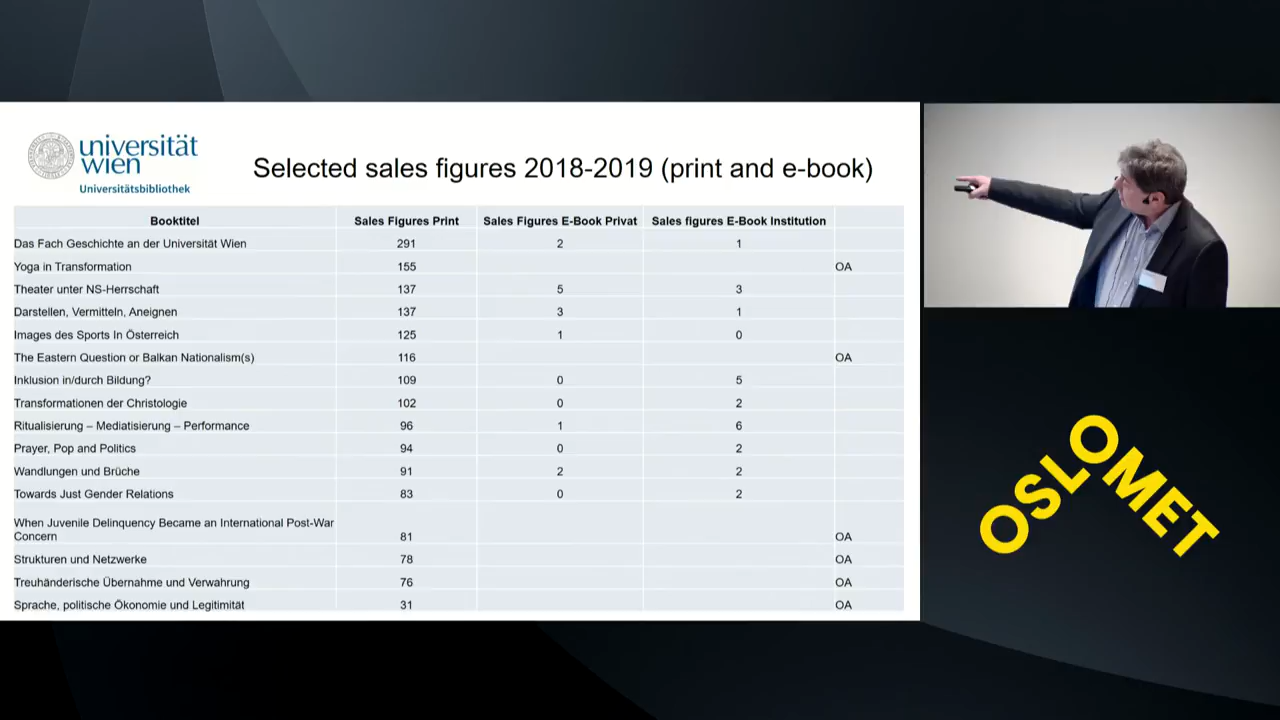 universität
wien
Universitätsbibliothek
Selected sales figures 2018-2019 (print and e-book)
Booktitel Sales Figures Print Sales Figures E-Book Privat Sales figures E-Book Institution
Das Fach Geschichte an der Universität Wien 291 2 1
Yoga in Transformation 155 OA
Theater unter NS-Herrschaft 137 5 3
Darstellen, Vermitteln, Aneignen 137 3 1
Images des Sports In Österreich 125 1 0
The Eastern Question or Balkan Nationalism(s) 116 OA
Inklusion in/durch Bildung? 109 0 5
Transformationen der Christologie 102 0 2
Ritualisierung – Mediatisierung – Performance 96 1 6
Prayer, Pop and Politics 94 0 2
Wandlungen und Brüche 91 2 2
Towards Just Gender Relations 83 0 2
When Juvenile Delinquency Became an International Post-War
Concern 81 OA
Strukturen und Netzwerke 78 OA
Treuhänderische Übernahme und Verwahrung 76 OA
Sprache, politische Ökonomie und Legitimität 31 OA
OSLOMET